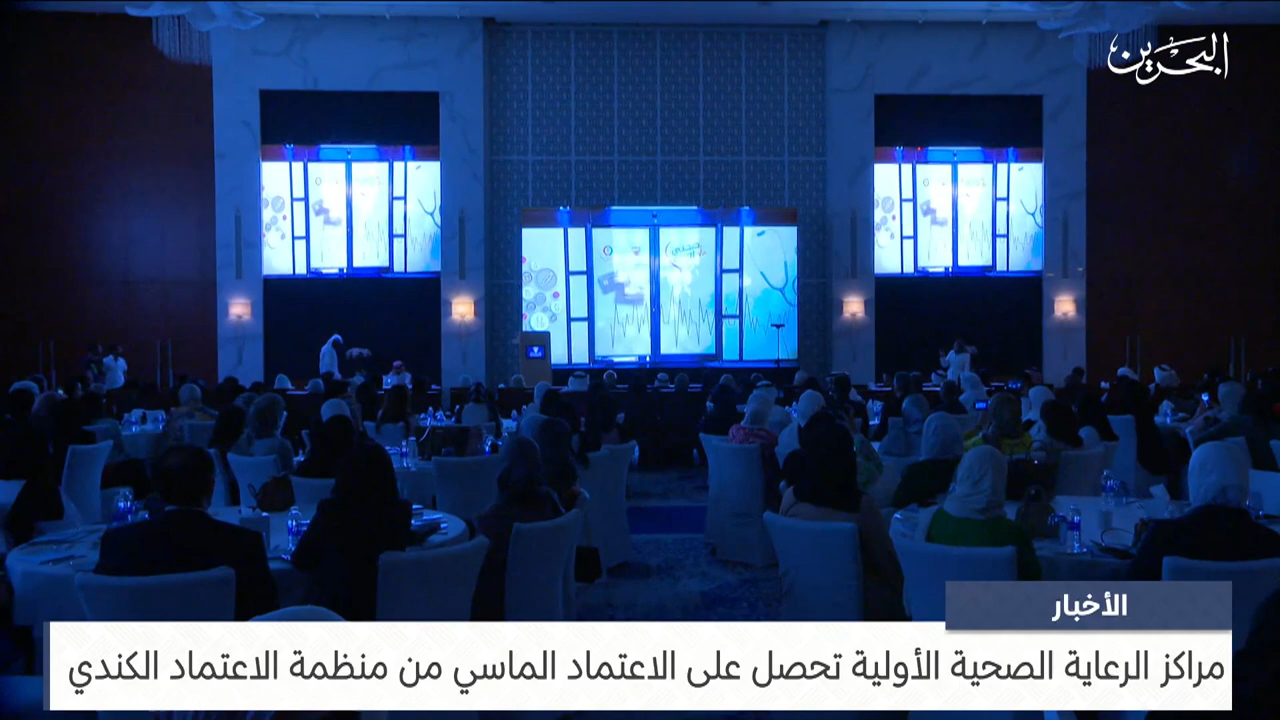 البحرين
الأخبار
مراكز الرعاية الصحية الأولية تحصل على الاعتماد الماسي من منظمة الاعتماد الكندي